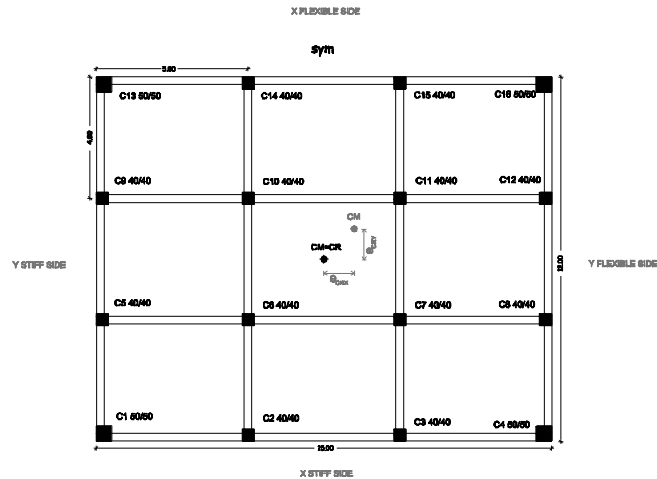 X FLEXIBLE SIDE
sym
5.00
C13 50/50
C14 40/40
C15 40/40
C16 50/50
4.00
C9 40/40
C10 40/40
C11 40/40
C12 40/40
CM
CM=CR
Y STIFF SIDE
Y FLEXIBLE SIDE
12.00
C5 40/40
C6 40/40
C7 40/40
C8 40/40
C1 50/50
C2 40/40
C3 40/40
C4 50/50
15.00
X STIFF SIDE